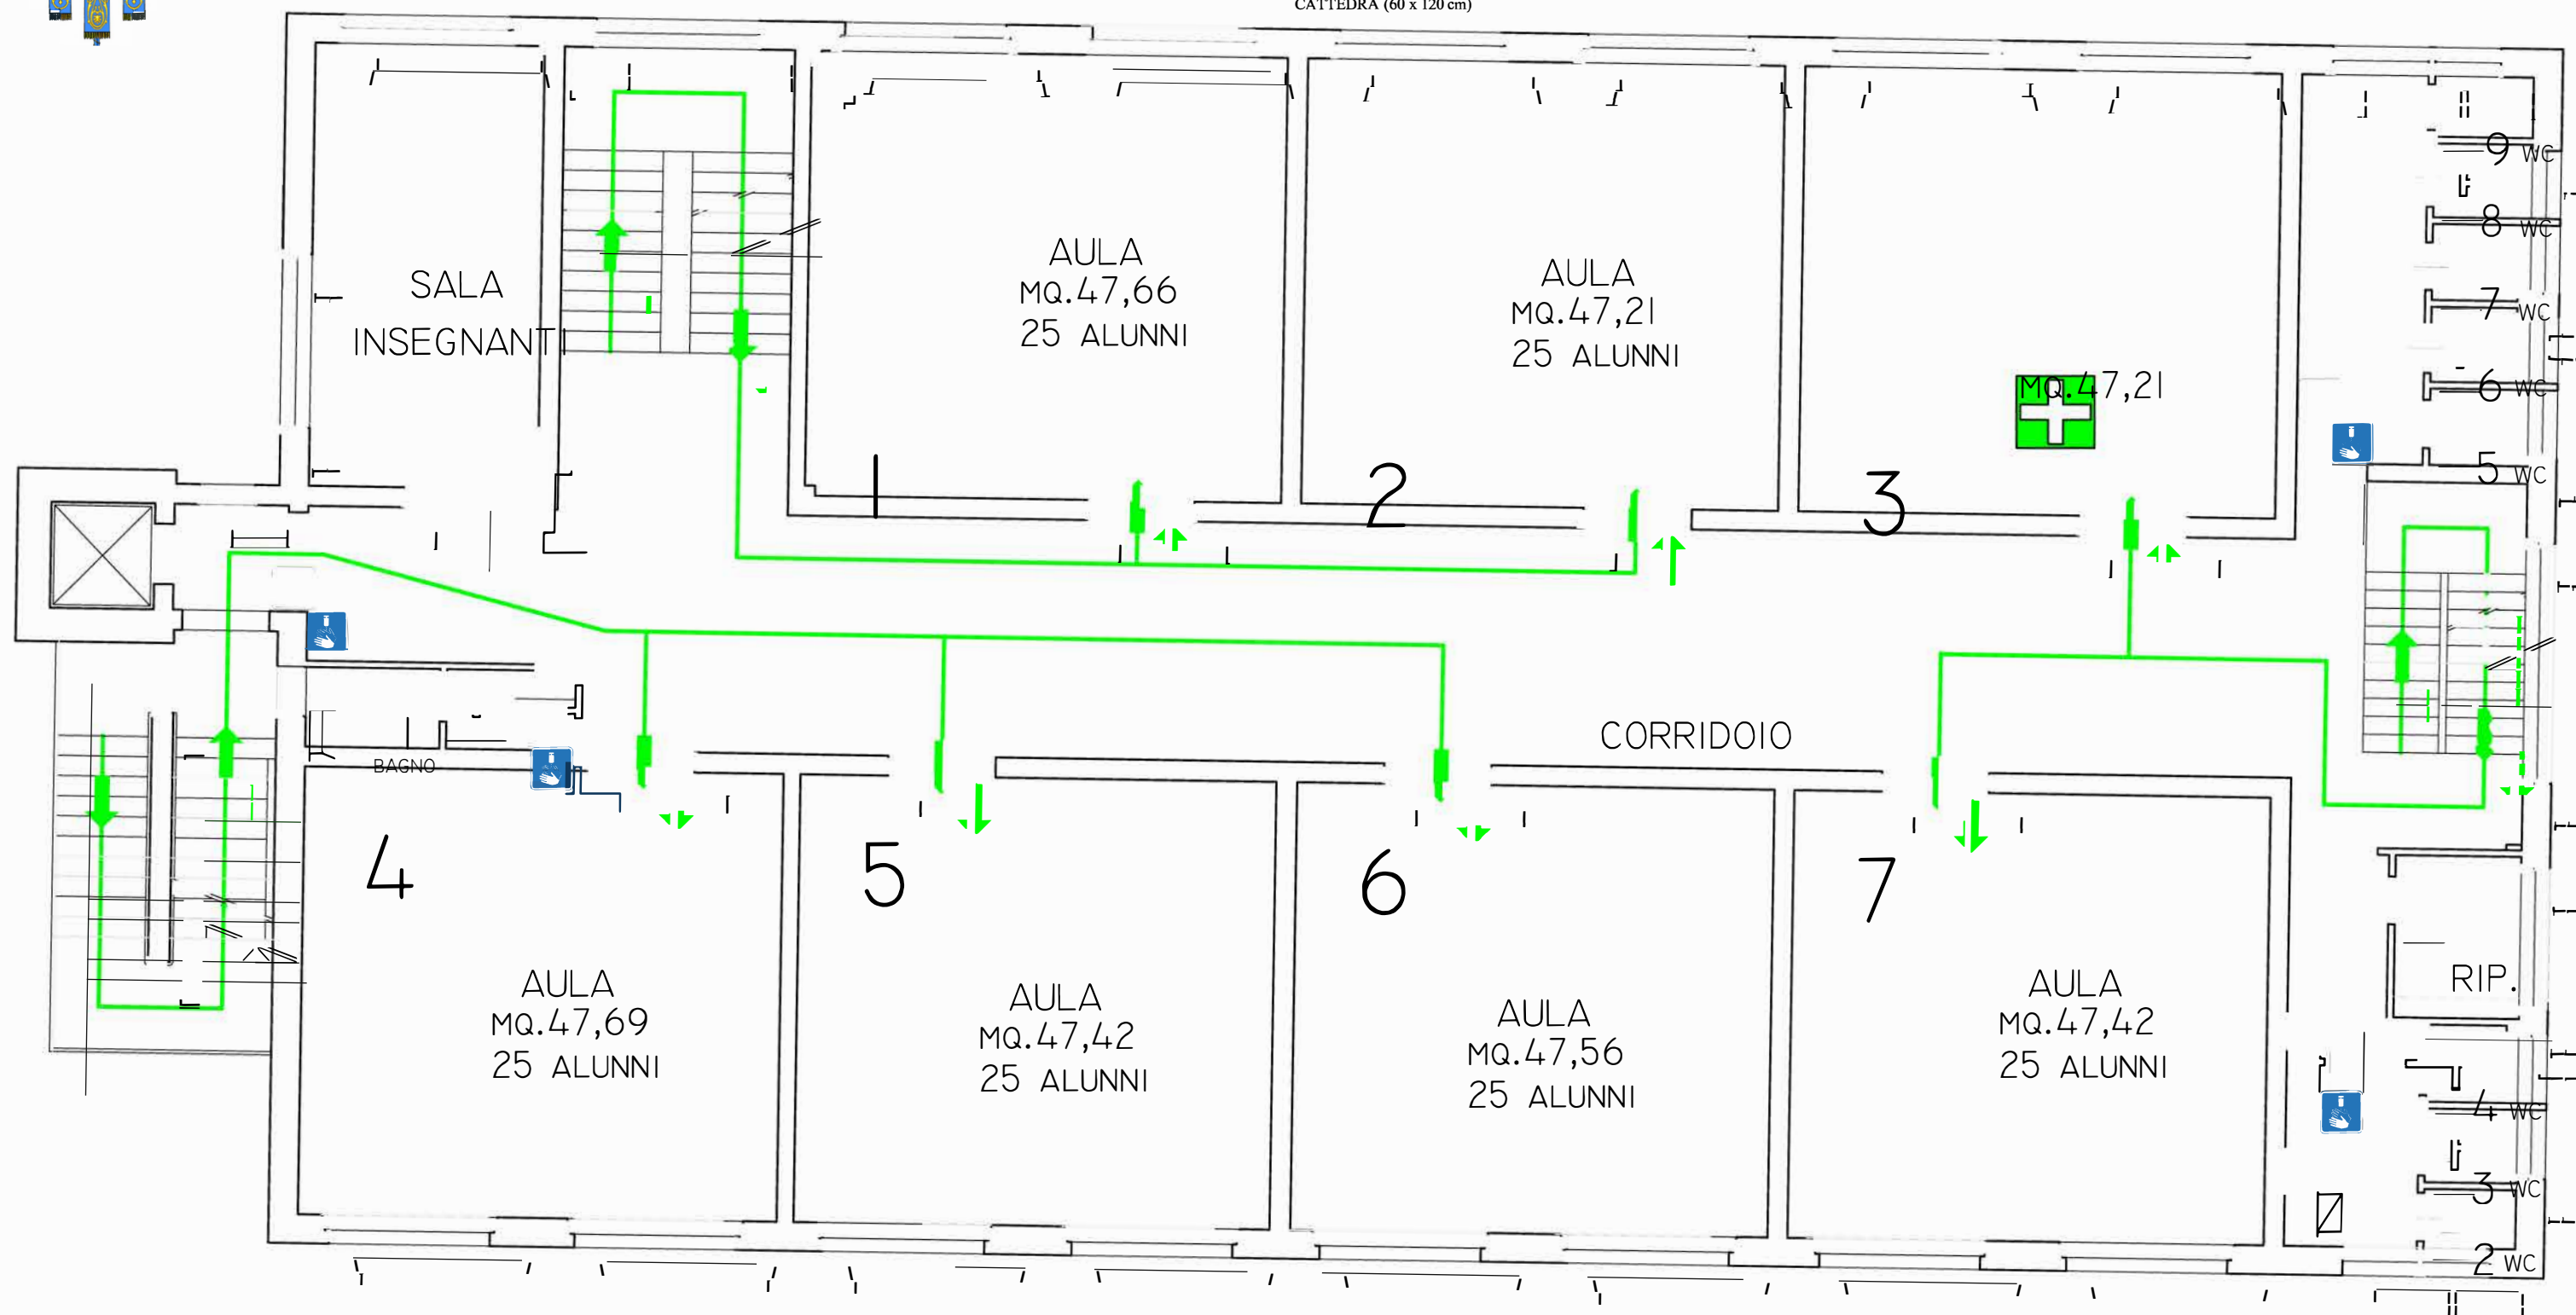 CATTEDRA (60 x 120 cm)
SALA
INSEGNANTI
AULA
MQ.47,66
25 ALUNNI
1
AULA
MQ.47,21
25 ALUNNI
2
MQ.47,21
3
9 WC
8 WC
7 WC
6 WC
5 WC
CORRIDOIO
BAGNO
4
AULA
MQ.47,69
25 ALUNNI
5
AULA
MQ.47,42
25 ALUNNI
6
AULA
MQ.47,56
25 ALUNNI
7
AULA
MQ.47,42
25 ALUNNI
RIP.
4 WC
3 WC
2 WC